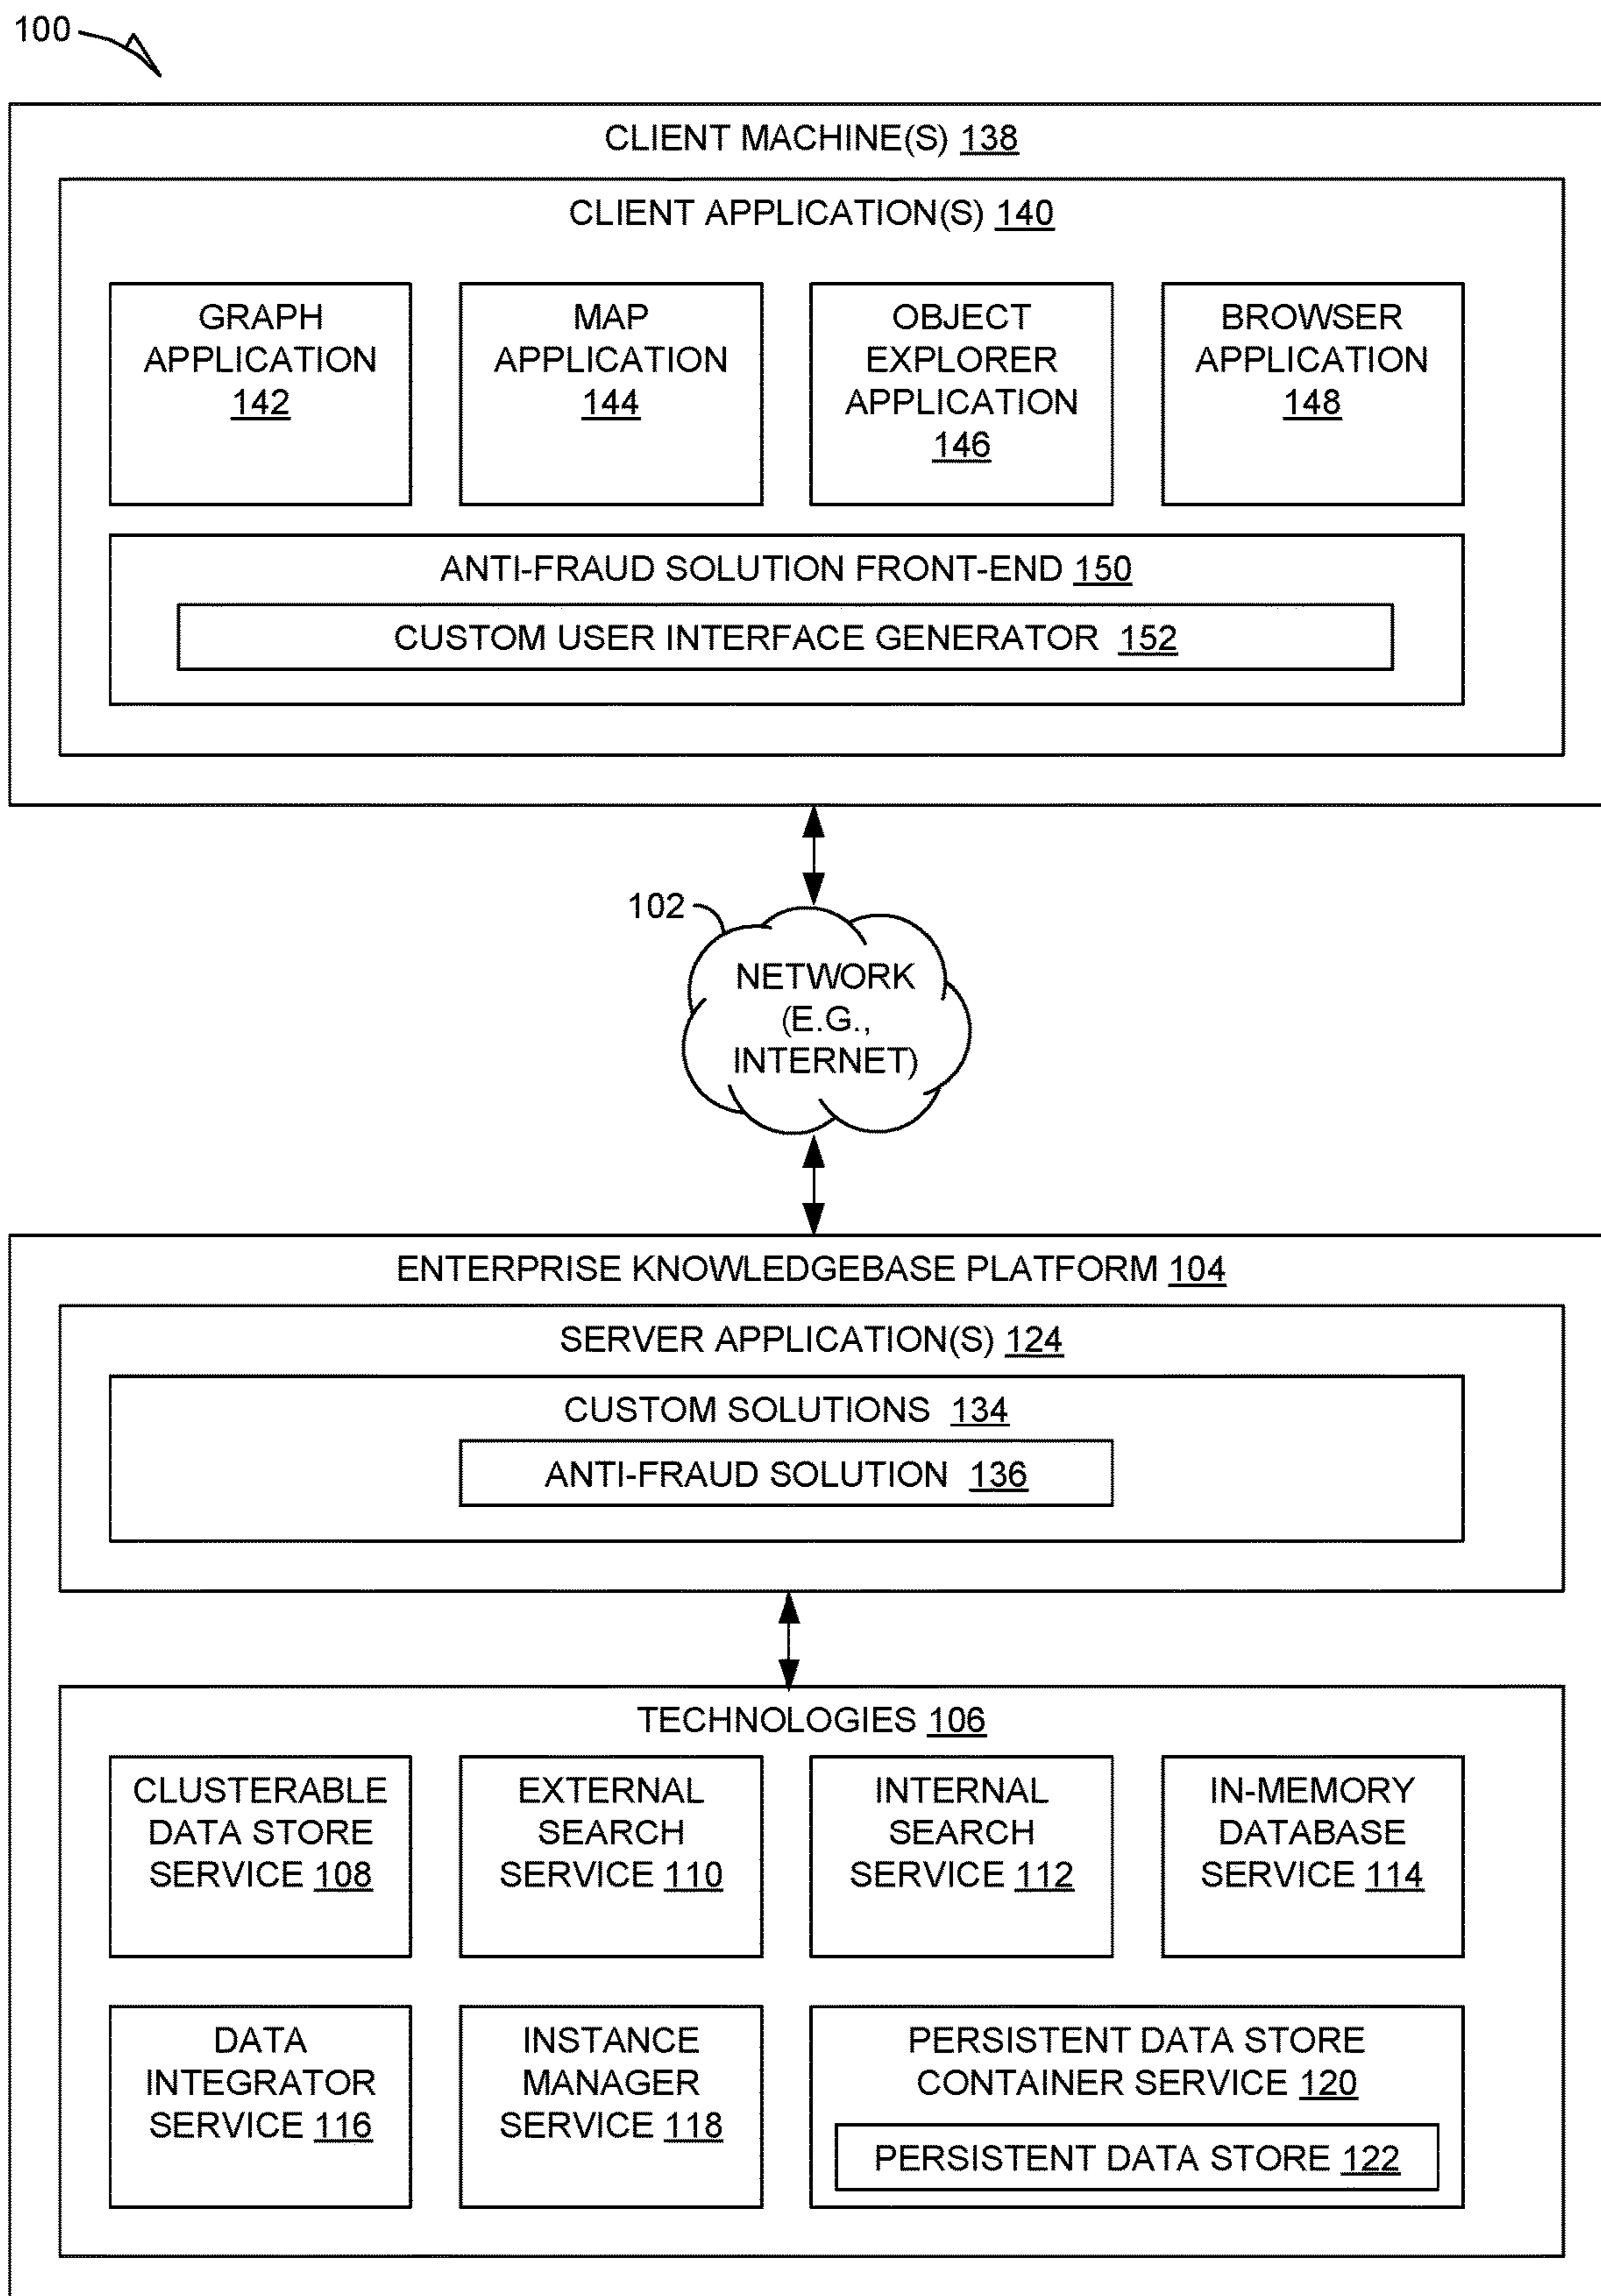 100
CLIENT MACHINE(S) 138
CLIENT APPLICATION(S) 140
GRAPH
APPLICATION
142
MAP
APPLICATION
144
OBJECT
EXPLORER
APPLICATION
146
BROWSER
APPLICATION
148
ANTI-FRAUD SOLUTION FRONT-END 150
CUSTOM USER INTERFACE GENERATOR 152
102
NETWORK
(E.G.,
INTERNET)
ENTERPRISE KNOWLEDGEBASE PLATFORM 104
SERVER APPLICATION(S) 124
CUSTOM SOLUTIONS 134
ANTI-FRAUD SOLUTION 136
TECHNOLOGIES 106
CLUSTERABLE
DATA STORE
SERVICE 108
EXTERNAL
SEARCH
SERVICE 110
INTERNAL
SEARCH
SERVICE 112
IN-MEMORY
DATABASE
SERVICE 114
DATA
INTEGRATOR
SERVICE 116
INSTANCE
MANAGER
SERVICE 118
PERSISTENT DATA STORE
CONTAINER SERVICE 120
PERSISTENT DATA STORE 122